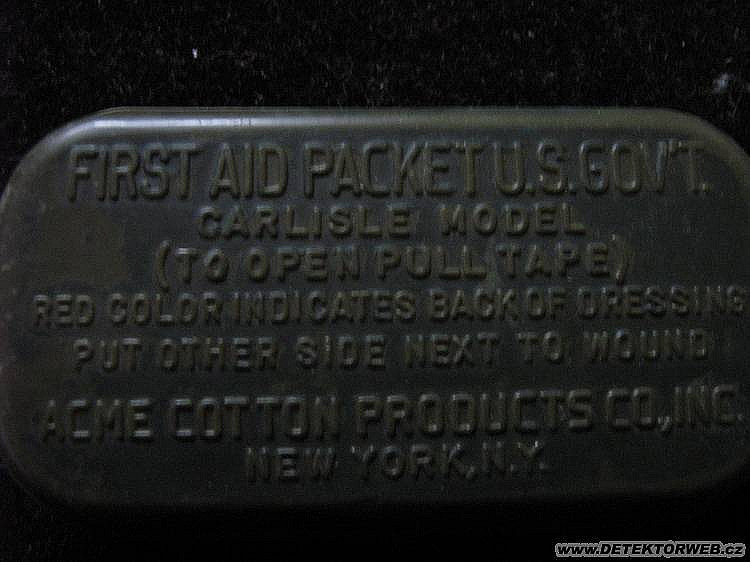 FIRST AID PACKET U.S. GOV'T.
CARLISLE MODEL
(TO OPEN PULL TAPE)
RED COLOR INDICATES BACK OF DRESSING
PUT OTHER SIDE NEXT TO WOUND
ACME COTTON PRODUCTS CO., INC.
NEW YORK, N.Y.
www.DETEKTORWEB.cz